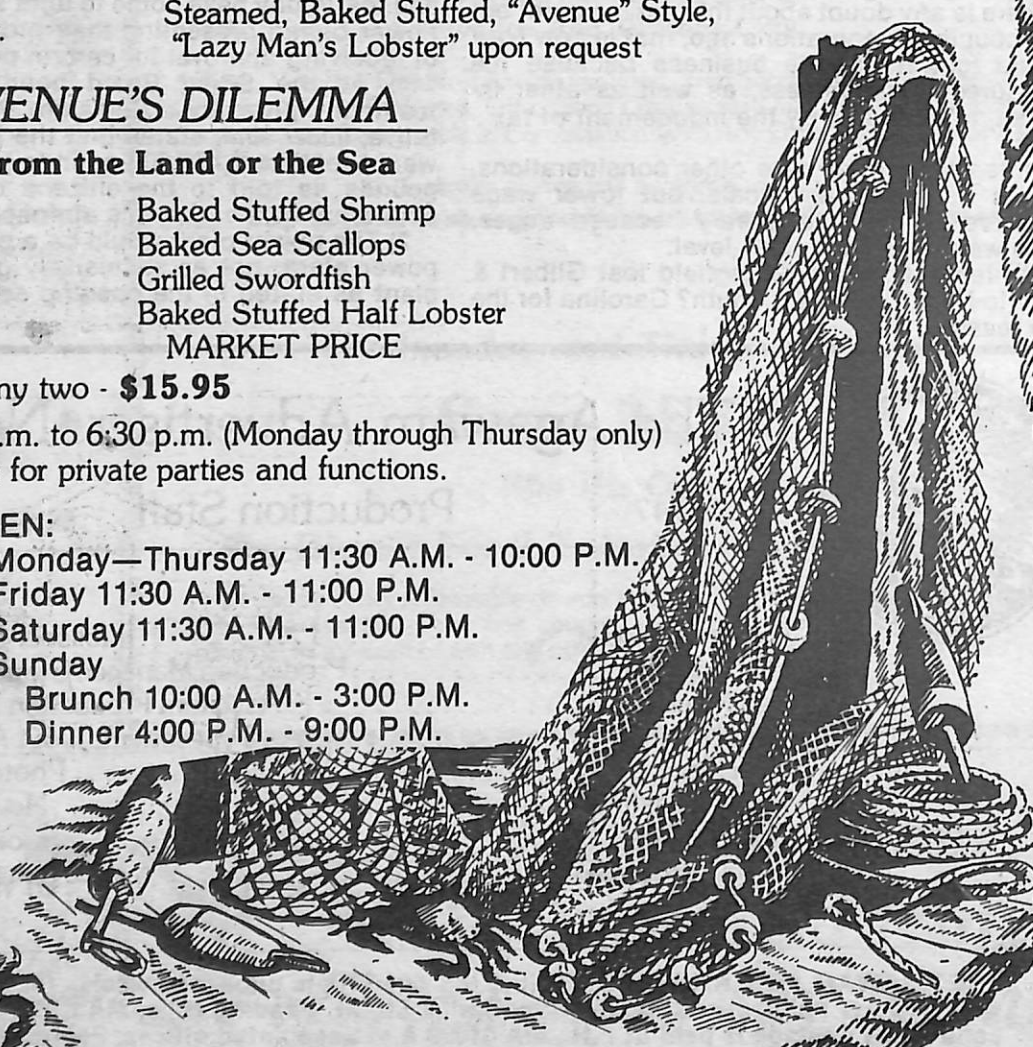 Steamed, Baked Stuffed, “Avenue” Style,
“Lazy Man's Lobster” upon request
VENUE'S DILEMMA
rom the Land or the Sea
Baked Stuffed Shrimp
Baked Sea Scallops
Grilled Swordfish
Baked Stuffed Half Lobster
MARKET PRICE
ny two - $15.95
.m. to 6:30 p.m. (Monday through Thursday only)
for private parties and functions.
EN:
Monday—Thursday 11:30 A.M. - 10:00 P.M.
Friday 11:30 A.M. - 11:00 P.M.
Saturday 11:30 A.M. - 11:00 P.M.
Sunday
Brunch 10:00 A.M. - 3:00 P.M.
Dinner 4:00 P.M. - 9:00 P.M.